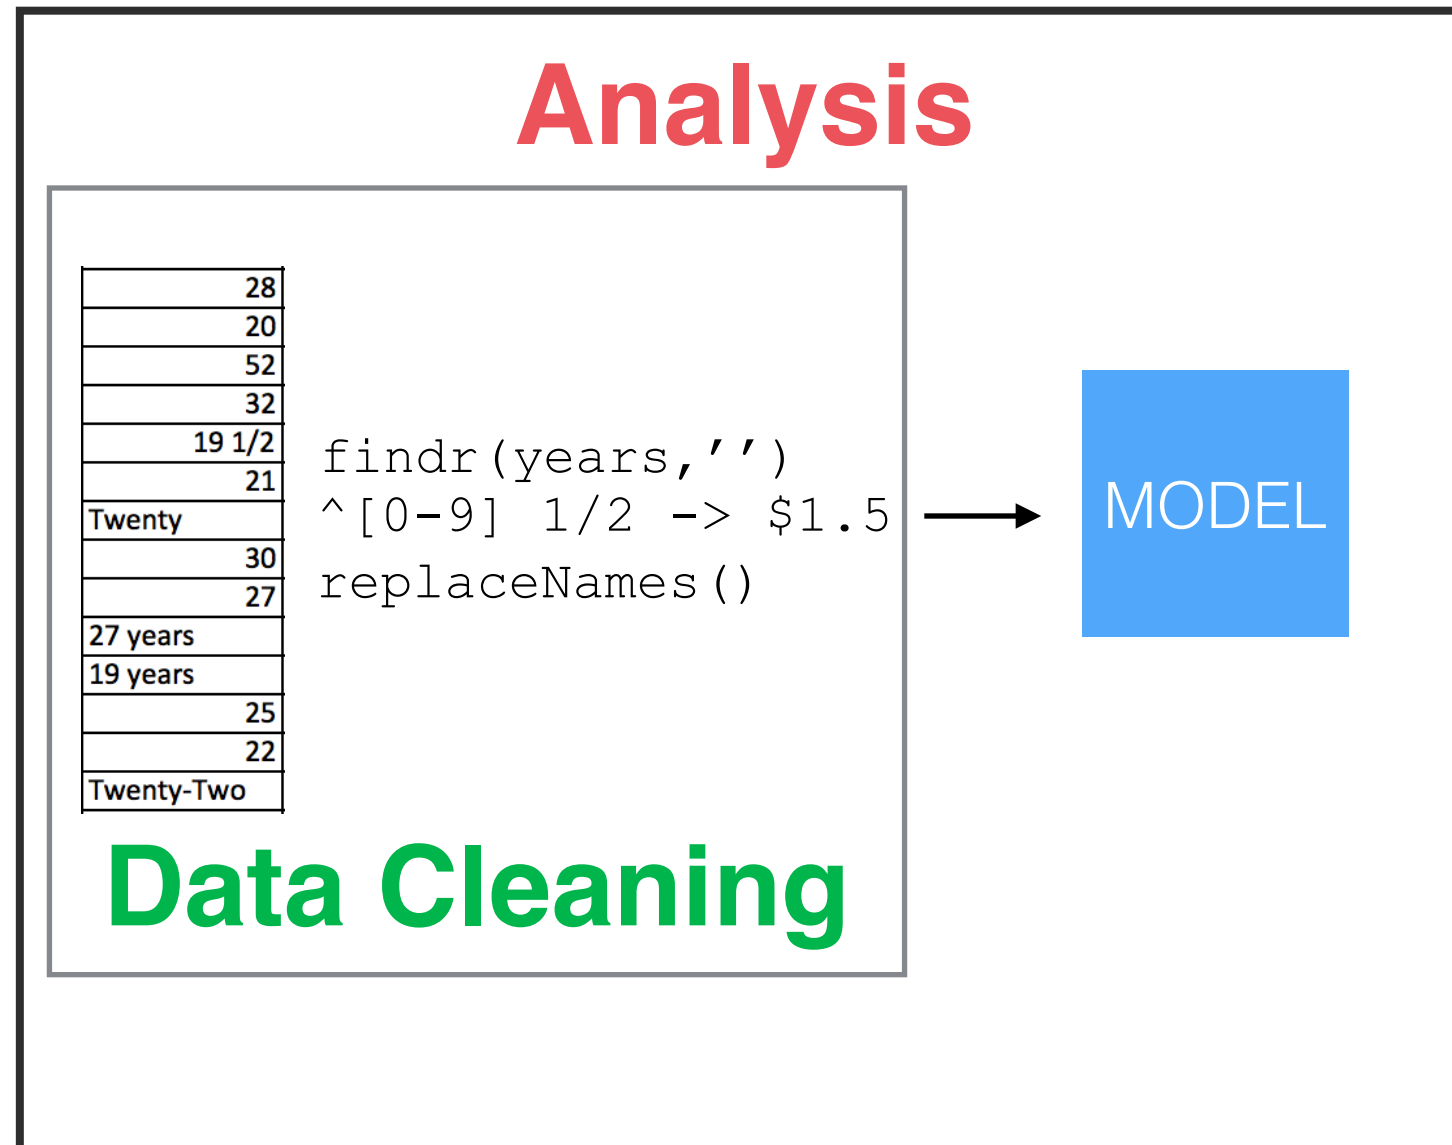 Analysis
28
20
52
32
19 1/2
21
Twenty
30
27
27 years
19 years
25
22
Twenty-Two
findr(years,’’)
^[0-9] 1/2 -> $1.5
replaceNames()
MODEL
Data Cleaning